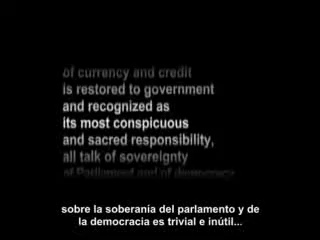 of currency and credit
is restored to government
and recognized as
its most conspicuous
and sacred responsibility,
all talk of sovereignty
of Parliament and of democracy
sobre la soberanía del parlamento y de
la democracia es trivial e inútil...